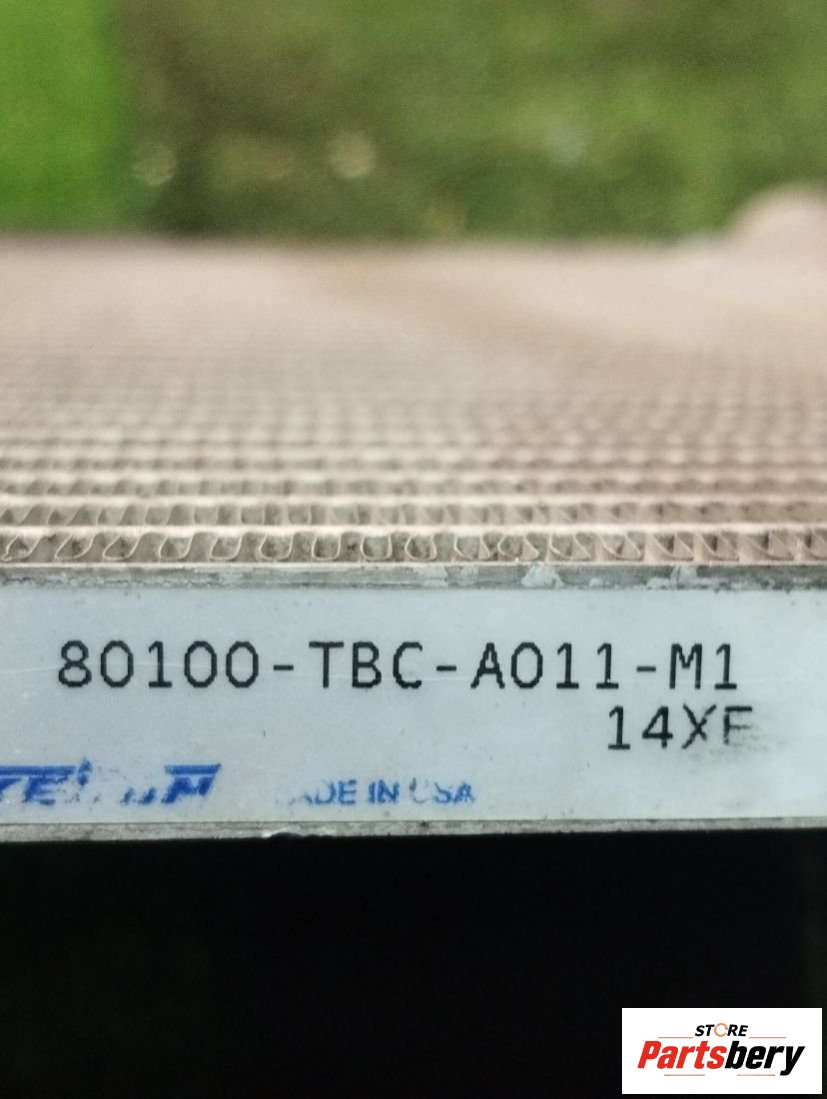 80100-TBC-A011-M1
14XF
IN USA
STORE
Partsbery